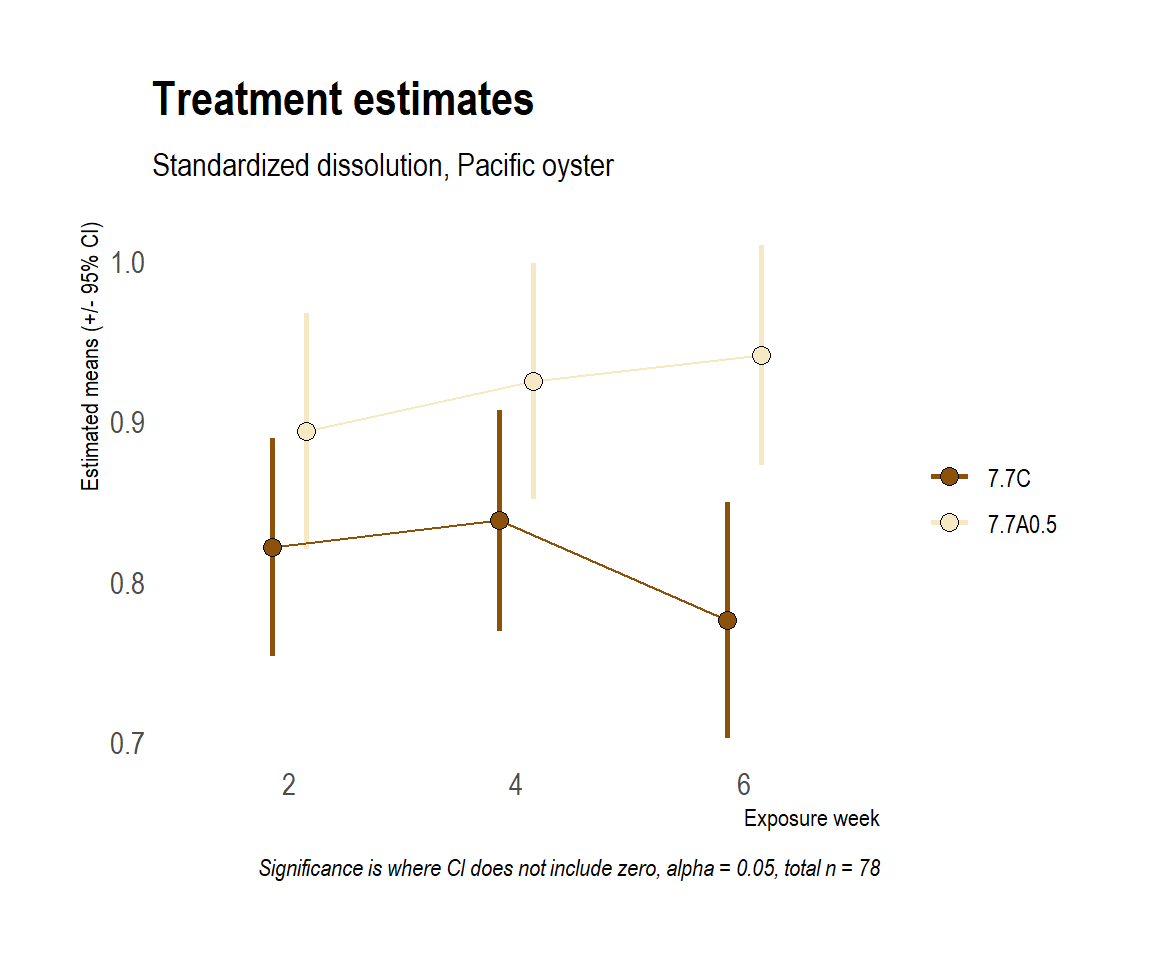 Treatment estimates
Standardized dissolution, Pacific oyster
Estimated means (+/- 95% CI)
1.0
0.9
0.8
0.7
2
4
6
Exposure week
7.7C
7.7A0.5
Significance is where CI does not include zero, alpha = 0.05, total n = 78